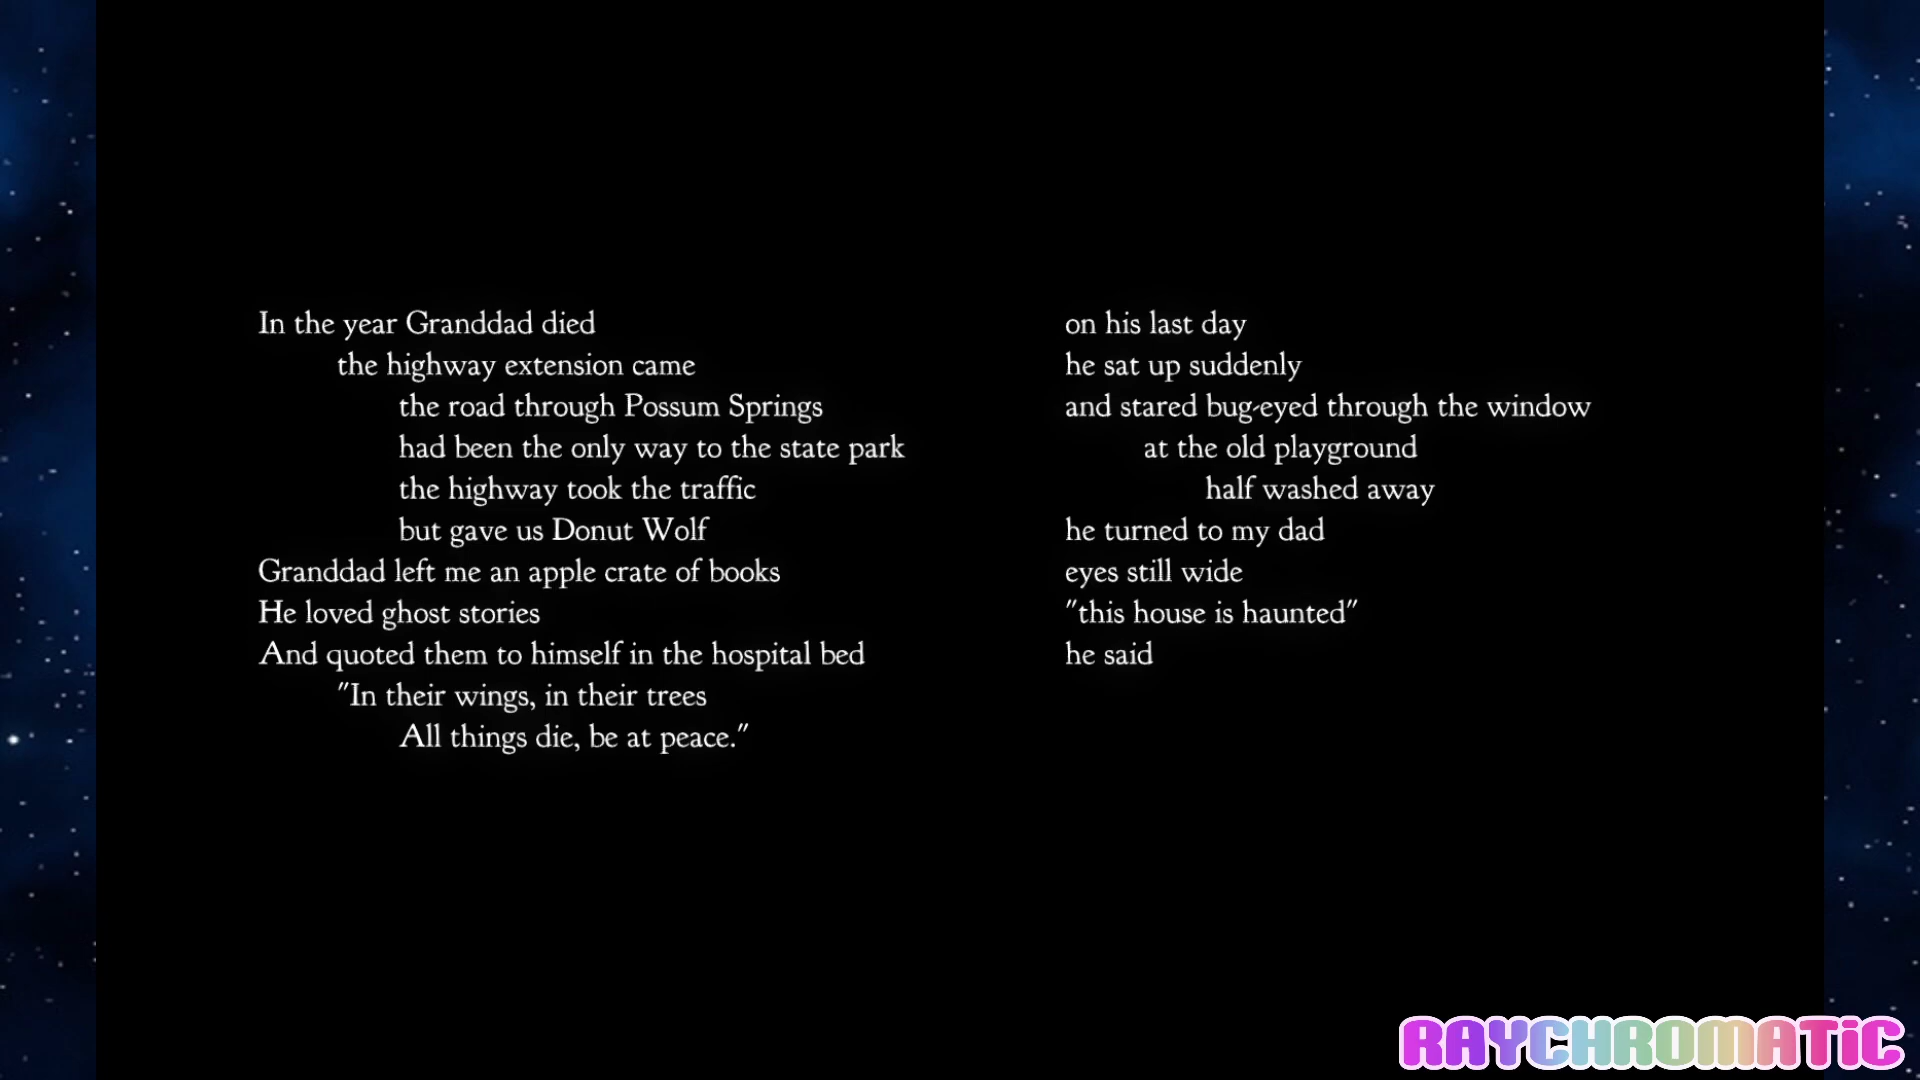 In the year Granddad died
the highway extension came
the road through Possum Springs
had been the only way to the state park
the highway took the traffic
but gave us Donut Wolf
Granddad left me an apple crate of books
He loved ghost stories
And quoted them to himself in the hospital bed
"In their wings, in their trees
All things die, be at peace."
on his last day
he sat up suddenly
and stared bug-eyed through the window
at the old playground
half washed away
he turned to my dad
eyes still wide
"this house is haunted"
he said
RAYCHROMATiC